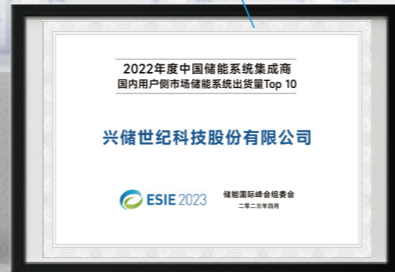 2022年度中国储能系统集成商
国内用户侧市场储能系统出货量Top 10
兴储世纪科技股份有限公司
ESIE 2023
储能国际峰会组委会
二零二三年四月